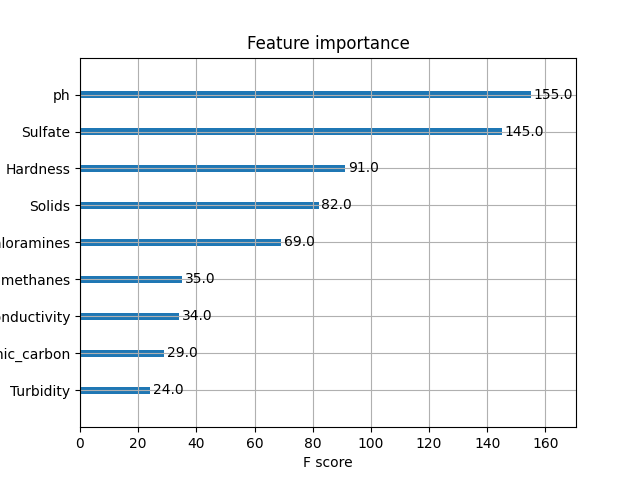 Feature importance
ph 155.0
Sulfate 145.0
Hardness 91.0
Solids 82.0
loramines 69.0
methanes 35.0
nductivity 34.0
nic_carbon 29.0
Turbidity 24.0
0 20 40 60 80 100 120 140 160
F score